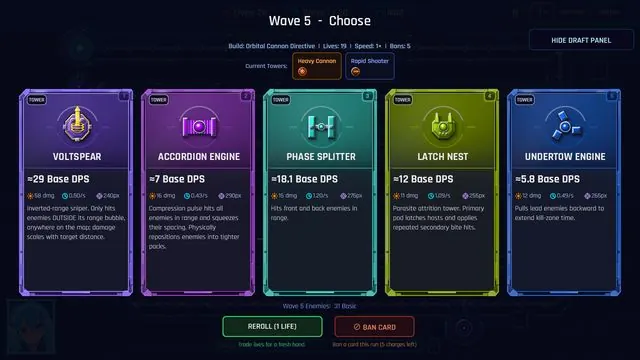 Wave 5 - Choose
HIDE DRAFT PANEL
Build: Orbital Cannon Directive | Lives: 19 | Speed: 1× | Bans: 5
Current Towers:
Heavy Cannon
Rapid Shooter
TOWER
1
VOLTSPEAR
≈29 Base DPS
58 dmg
0.50/s
240px
Inverted-range sniper. Only hits
enemies OUTSIDE its range bubble,
anywhere on the map; damage
scales with target distance.
TOWER
2
ACCORDION ENGINE
≈7 Base DPS
16 dmg
0.43/s
290px
Compression pulse hits all
enemies in range and squeezes
their spacing. Physically
repositions enemies into tighter
packs.
TOWER
3
PHASE SPLITTER
≈18.1 Base DPS
15 dmg
1.20/s
275px
Hits front and back enemies in
range.
TOWER
4
LATCH NEST
≈12 Base DPS
11 dmg
1.09/s
255px
Parasite attrition tower. Primary
pod latches hosts and applies
repeated secondary bite hits.
TOWER
5
UNDERTOW ENGINE
≈5.8 Base DPS
12 dmg
0.49/s
265px
Pulls lead enemies backward to
extend kill-zone time.
Wave 5 Enemies: 31 Basic
REROLL (1 LIFE)
BAN CARD
Trade lives for a fresh hand.
Ban a card this run (5 charges left)